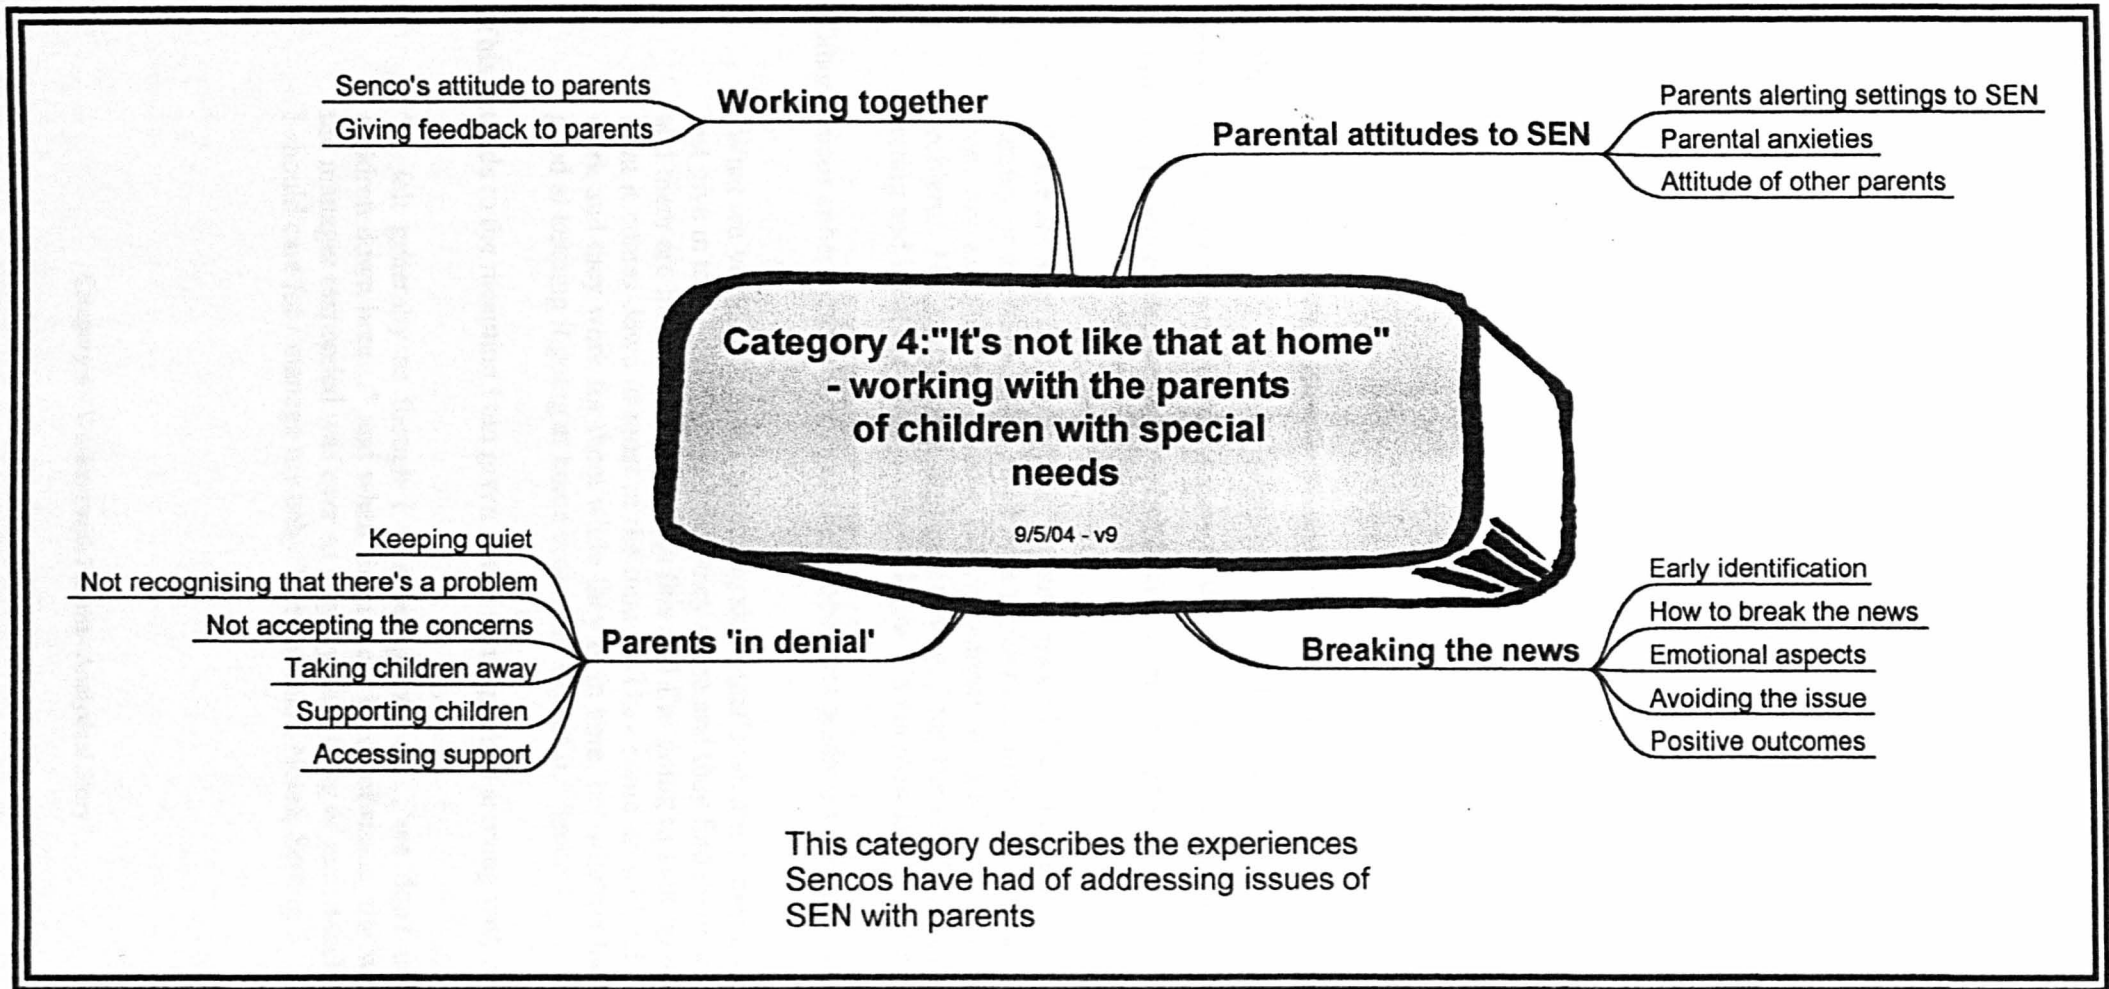 Senco's attitude to parents
Giving feedback to parents
Working together
Parental attitudes to SEN
Parents alerting settings to SEN
Parental anxieties
Attitude of other parents
Category 4:"It's not like that at home"
- working with the parents
of children with special
needs
9/5/04 - v9
Keeping quiet
Not recognising that there's a problem
Not accepting the concerns
Taking children away
Supporting children
Accessing support
Parents 'in denial'
Breaking the news
Early identification
How to break the news
Emotional aspects
Avoiding the issue
Positive outcomes
This category describes the experiences
Sencos have had of addressing issues of
SEN with parents